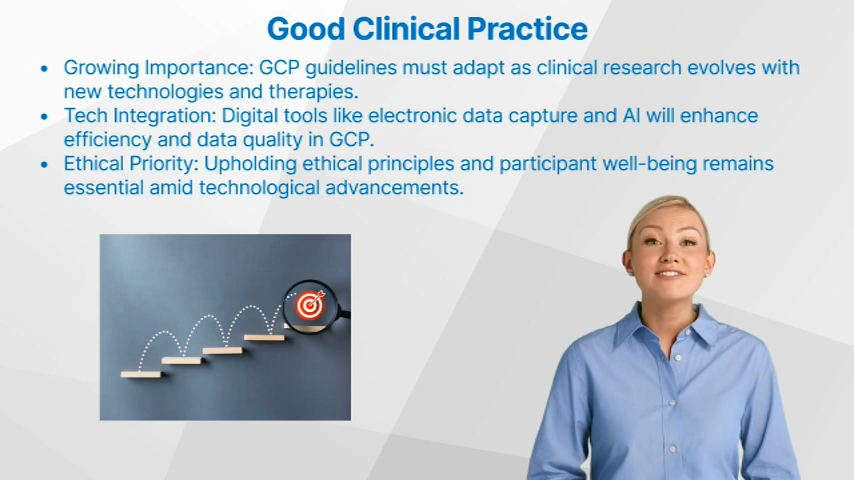 Good Clinical Practice
• Growing Importance: GCP guidelines must adapt as clinical research evolves with
new technologies and therapies.
• Tech Integration: Digital tools like electronic data capture and AI will enhance
efficiency and data quality in GCP.
• Ethical Priority: Upholding ethical principles and participant well-being remains
essential amid technological advancements.